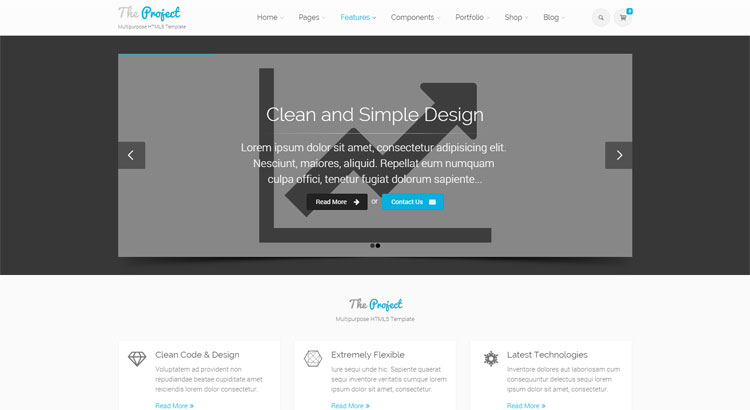 The Project
Multipurpose HTML5 Template
Home Pages Features Components Portfolio Shop Blog
Clean and Simple Design
Lorem ipsum dolor sit amet, consectetur adipisicing elit.
Nesciunt, maiores, aliquid. Repellat eum numquam
culpa offici, tenetur fugiat dolorum sapiente...
Read More or Contact Us
The Project
Multipurpose HTML5 Template
Clean Code & Design
Voluptatem ad provident non
repudiandae beatae cupiditate amet
reiciendis lorem dolor consectetur.
Read More
Extremely Flexible
Iure sequi unde hic. Sapiente quaerat
sequi inventore veritatis cumque lorem
ipsum dolor sit amet, consectetur.
Read More
Latest Technologies
Inventore dolores aut laboriosam cum
consequuntur delectus sequi lorem
ipsum dolor sit amet, consectetur.
Read More